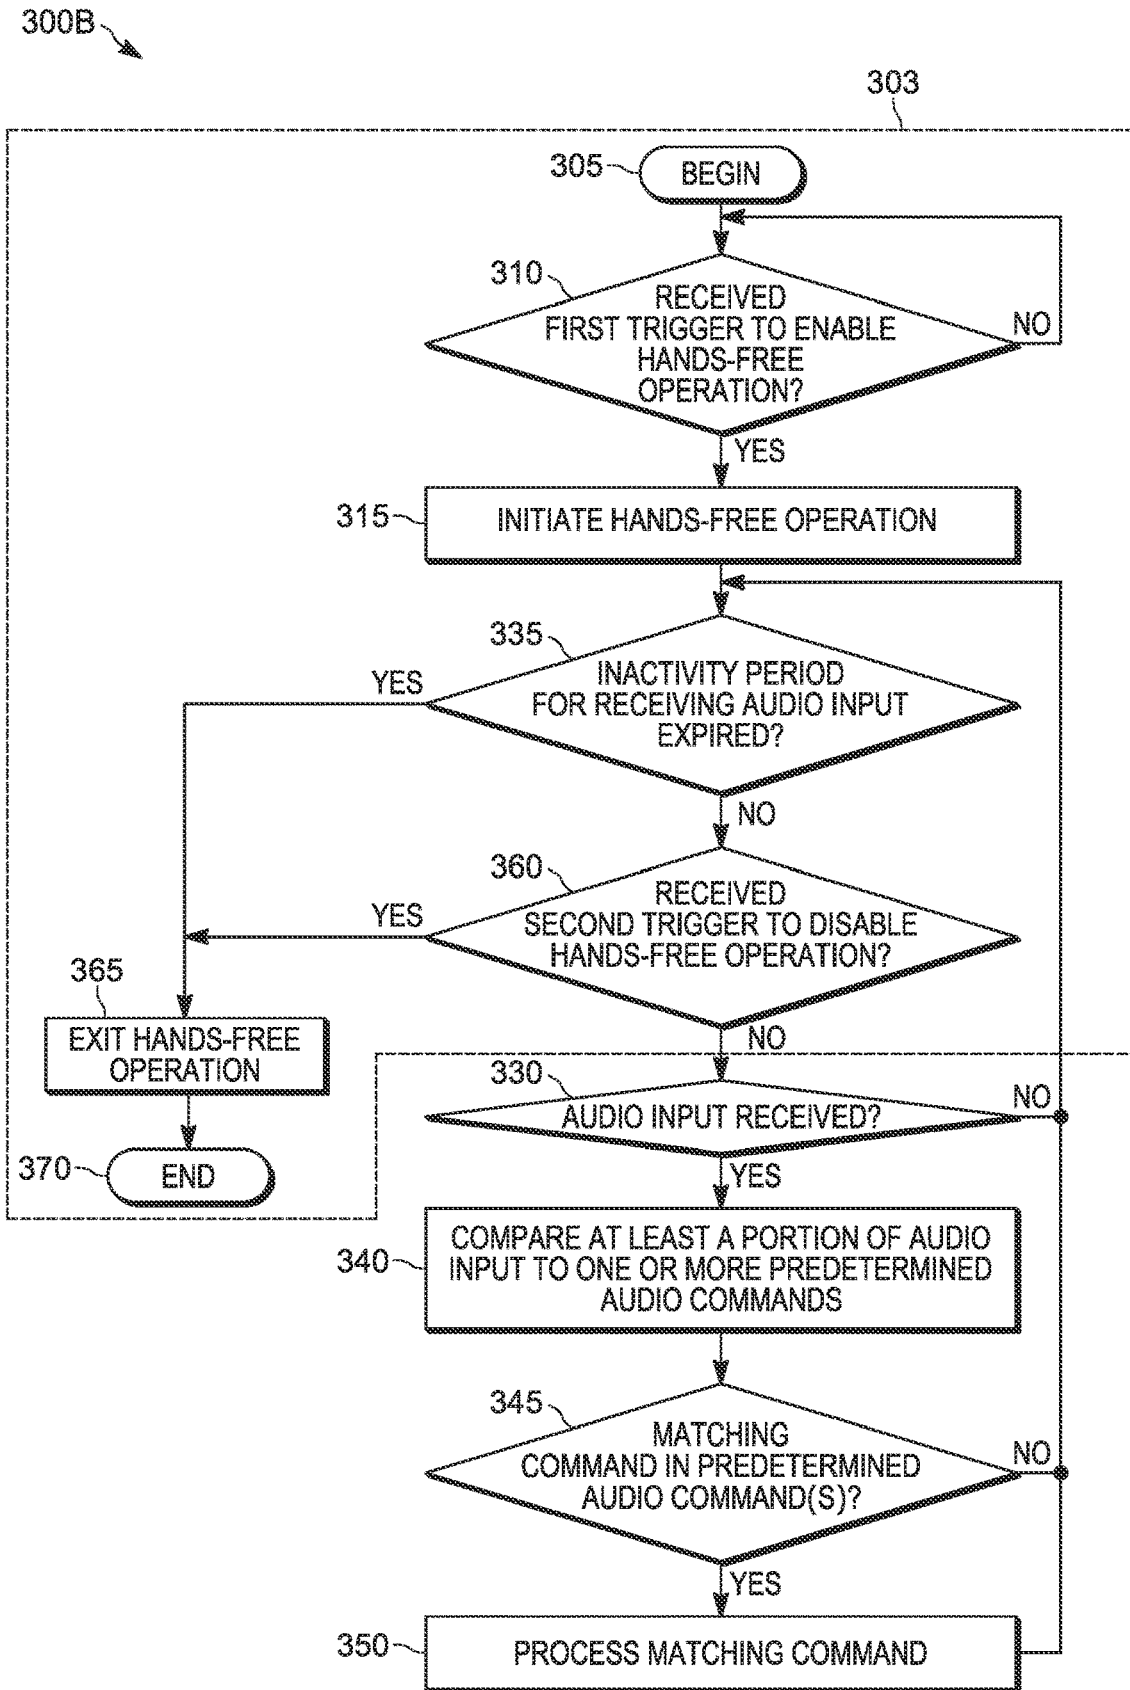 300B
303
305
BEGIN
310
RECEIVED
FIRST TRIGGER TO ENABLE
HANDS-FREE
OPERATION?
NO
YES
315
INITIATE HANDS-FREE OPERATION
335
INACTIVITY PERIOD
FOR RECEIVING AUDIO INPUT
EXPIRED?
YES
NO
360
RECEIVED
SECOND TRIGGER TO DISABLE
HANDS-FREE OPERATION?
YES
NO
365
EXIT HANDS-FREE
OPERATION
370
END
330
AUDIO INPUT RECEIVED?
NO
YES
340
COMPARE AT LEAST A PORTION OF AUDIO
INPUT TO ONE OR MORE PREDETERMINED
AUDIO COMMANDS
345
MATCHING
COMMAND IN PREDETERMINED
AUDIO COMMAND(S)?
NO
YES
350
PROCESS MATCHING COMMAND